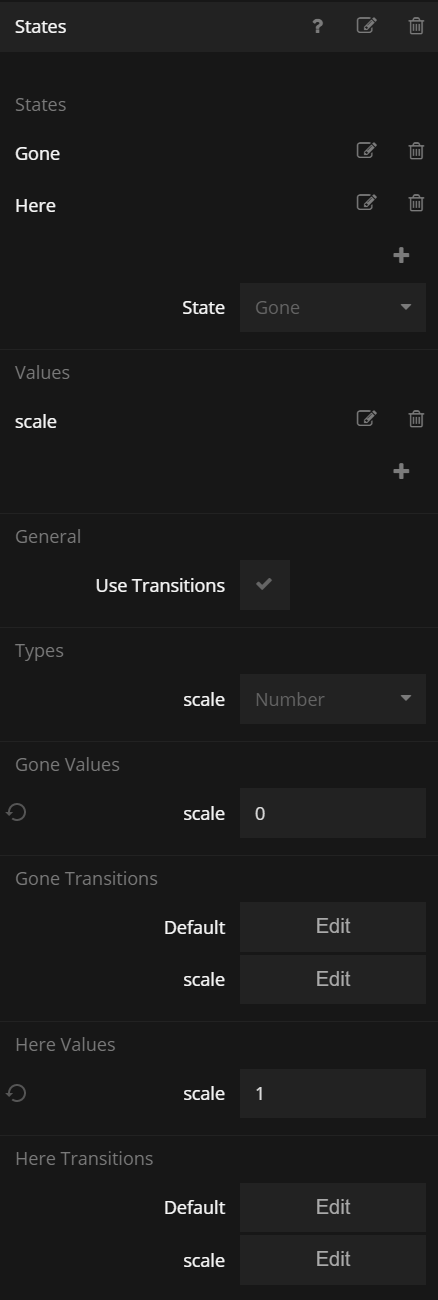 States ?
States
Gone
Here
State Gone
Values
scale
General
Use Transitions
Types
scale Number
Gone Values
scale 0
Gone Transitions
Default Edit
scale Edit
Here Values
scale 1
Here Transitions
Default Edit
scale Edit